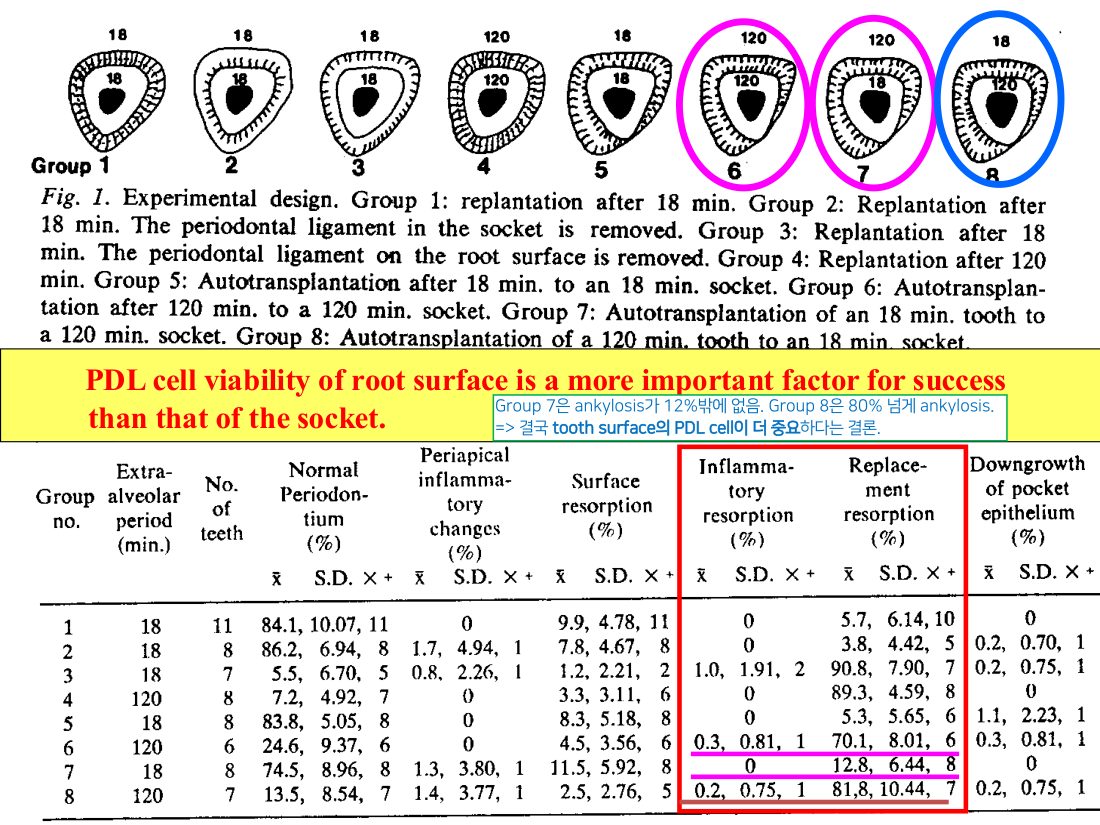 18 18 18 120 18 120 120 18
18 18 18 120 18 120 18 120
Group 1 2 3 4 5 6 7 8
Fig. 1. Experimental design. Group 1: replantation after 18 min. Group 2: Replantation after
18 min. The periodontal ligament in the socket is removed. Group 3: Replantation after 18
min. The periodontal ligament on the root surface is removed. Group 4: Replantation after 120
min. Group 5: Autotransplantation after 18 min. to an 18 min. socket. Group 6: Autotransplan-
tation after 120 min. to a 120 min. socket. Group 7: Autotransplantation of an 18 min. tooth to
a 120 min. socket. Group 8: Autotransplantation of a 120 min. tooth to an 18 min. socket.
PDL cell viability of root surface is a more important factor for success
than that of the socket.
Group 7은 ankylosis가 12%밖에 없음. Group 8은 80% 넘게 ankylosis.
=> 결국 tooth surface의 PDL cell이 더 중요하다는 결론.
Group no. Extra-alveolar period (min.) No. of teeth Normal Periodon-tium (%) Periapical inflamma-tory changes (%) Surface resorption (%) Inflamma-tory resorption (%) Replace-ment resorption (%) Downgrowth of pocket epithelium (%)
x̄ S.D. × + x̄ S.D. × + x̄ S.D. × + x̄ S.D. × + x̄ S.D. × + x̄ S.D. × +
1 18 11 84.1, 10.07, 11 0 9.9, 4.78, 11 0 5.7, 6.14, 10 0
2 18 8 86.2, 6.94, 8 1.7, 4.94, 1 7.8, 4.67, 8 0 3.8, 4.42, 5 0.2, 0.70, 1
3 18 7 5.5, 6.70, 5 0.8, 2.26, 1 1.2, 2.21, 2 1.0, 1.91, 2 90.8, 7.90, 7 0.2, 0.75, 1
4 120 8 7.2, 4.92, 7 0 3.3, 3.11, 6 0 89.3, 4.59, 8 0
5 18 8 83.8, 5.05, 8 0 8.3, 5.18, 8 0 5.3, 5.65, 6 1.1, 2.23, 1
6 120 6 24.6, 9.37, 6 0 4.5, 3.56, 6 0.3, 0.81, 1 70.1, 8.01, 6 0.3, 0.81, 1
7 18 8 74.5, 8.96, 8 1.3, 3.80, 1 11.5, 5.92, 8 0 12.8, 6.44, 8 0
8 120 7 13.5, 8.54, 7 1.4, 3.77, 1 2.5, 2.76, 5 0.2, 0.75, 1 81,8, 10.44, 7 0.2, 0.75, 1